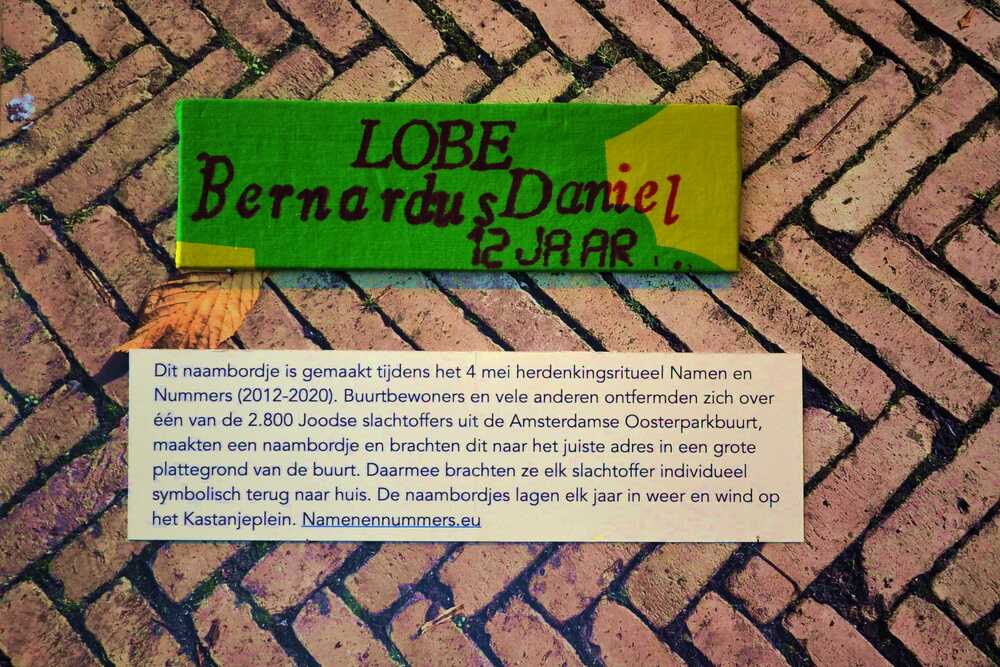 LOBE
Bernardus Daniel
12 JAAR
Dit naambordje is gemaakt tijdens het 4 mei herdenkingsritueel Namen en
Nummers (2012-2020). Buurtbewoners en vele anderen ontfermden zich over
één van de 2.800 Joodse slachtoffers uit de Amsterdamse Oosterparkbuurt,
maakten een naambordje en brachten dit naar het juiste adres in een grote
plattegrond van de buurt. Daarmee brachten ze elk slachtoffer individueel
symbolisch terug naar huis. De naambordjes lagen elk jaar in weer en wind op
het Kastanjeplein. Namenennummers.eu